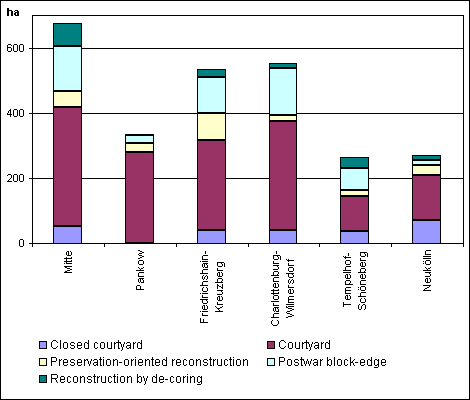 ha
600
400
200
0
Mitte
Pankow
Friedrichshain-
Kreuzberg
Charlottenburg-
Wilmersdorf
Tempelhof-
Schöneberg
Neukölln
Closed courtyard
Courtyard
Preservation-oriented reconstruction
Postwar block-edge
Reconstruction by de-coring